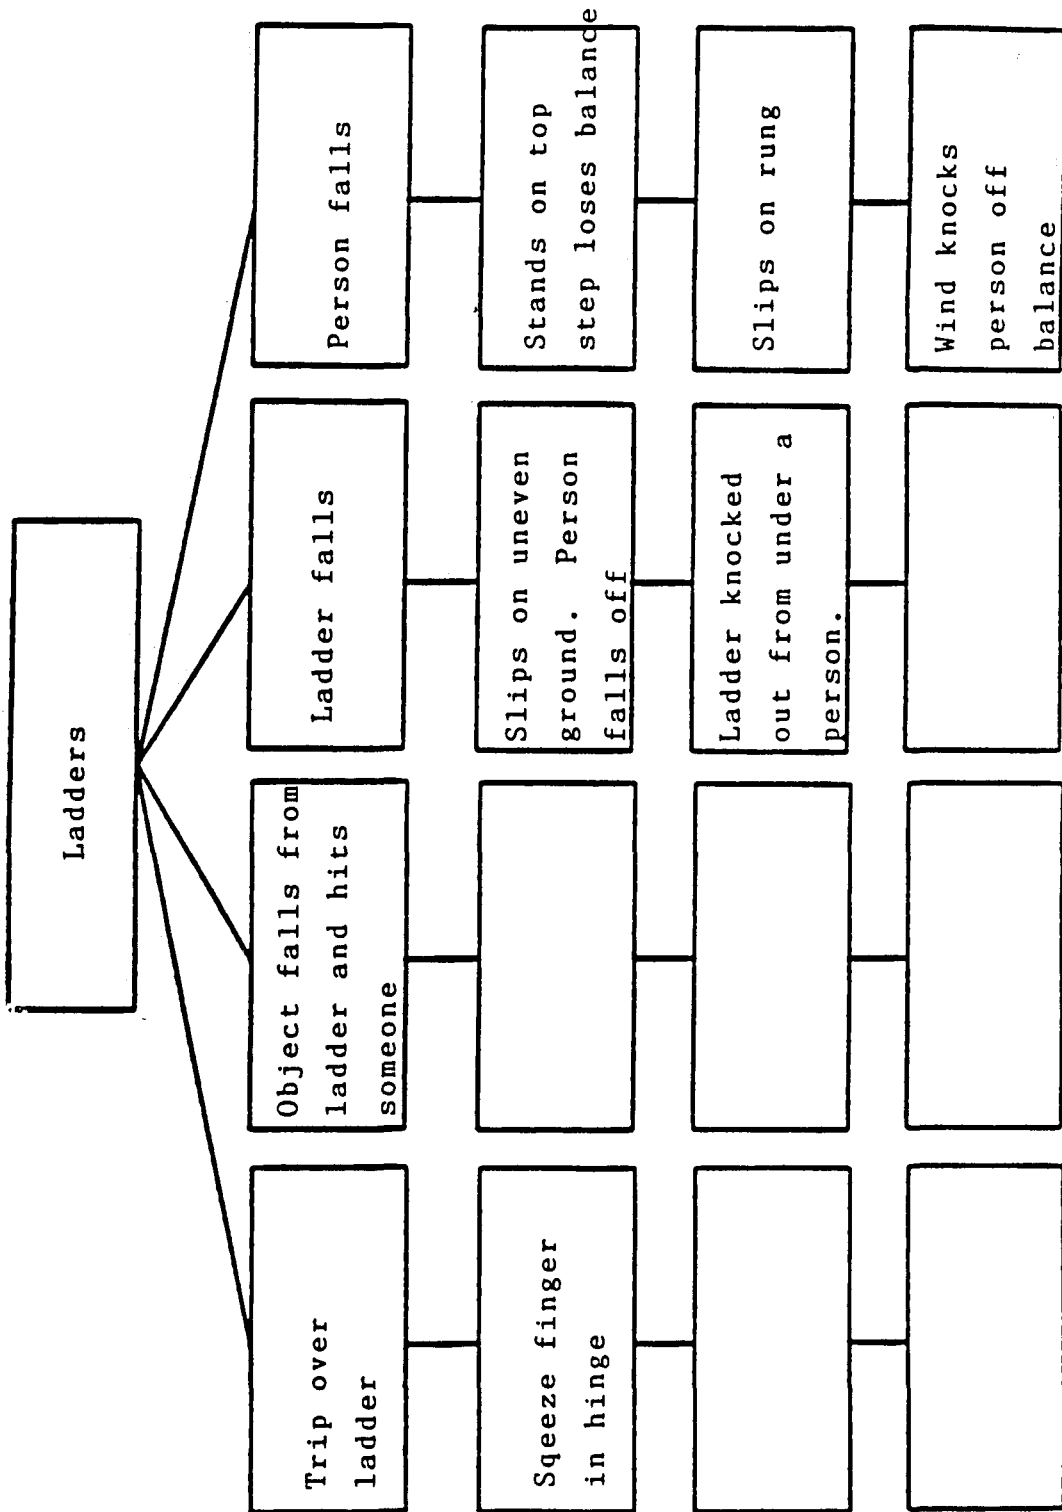 Ladders
Trip over
ladder
Object falls from
ladder and hits
someone
Ladder falls
Person falls
Sqeeze finger
in hinge
Slips on uneven
ground. Person
falls off
Stands on top
step loses balance
Ladder knocked
out from under a
person.
Slips on rung
Wind knocks
person off
balance